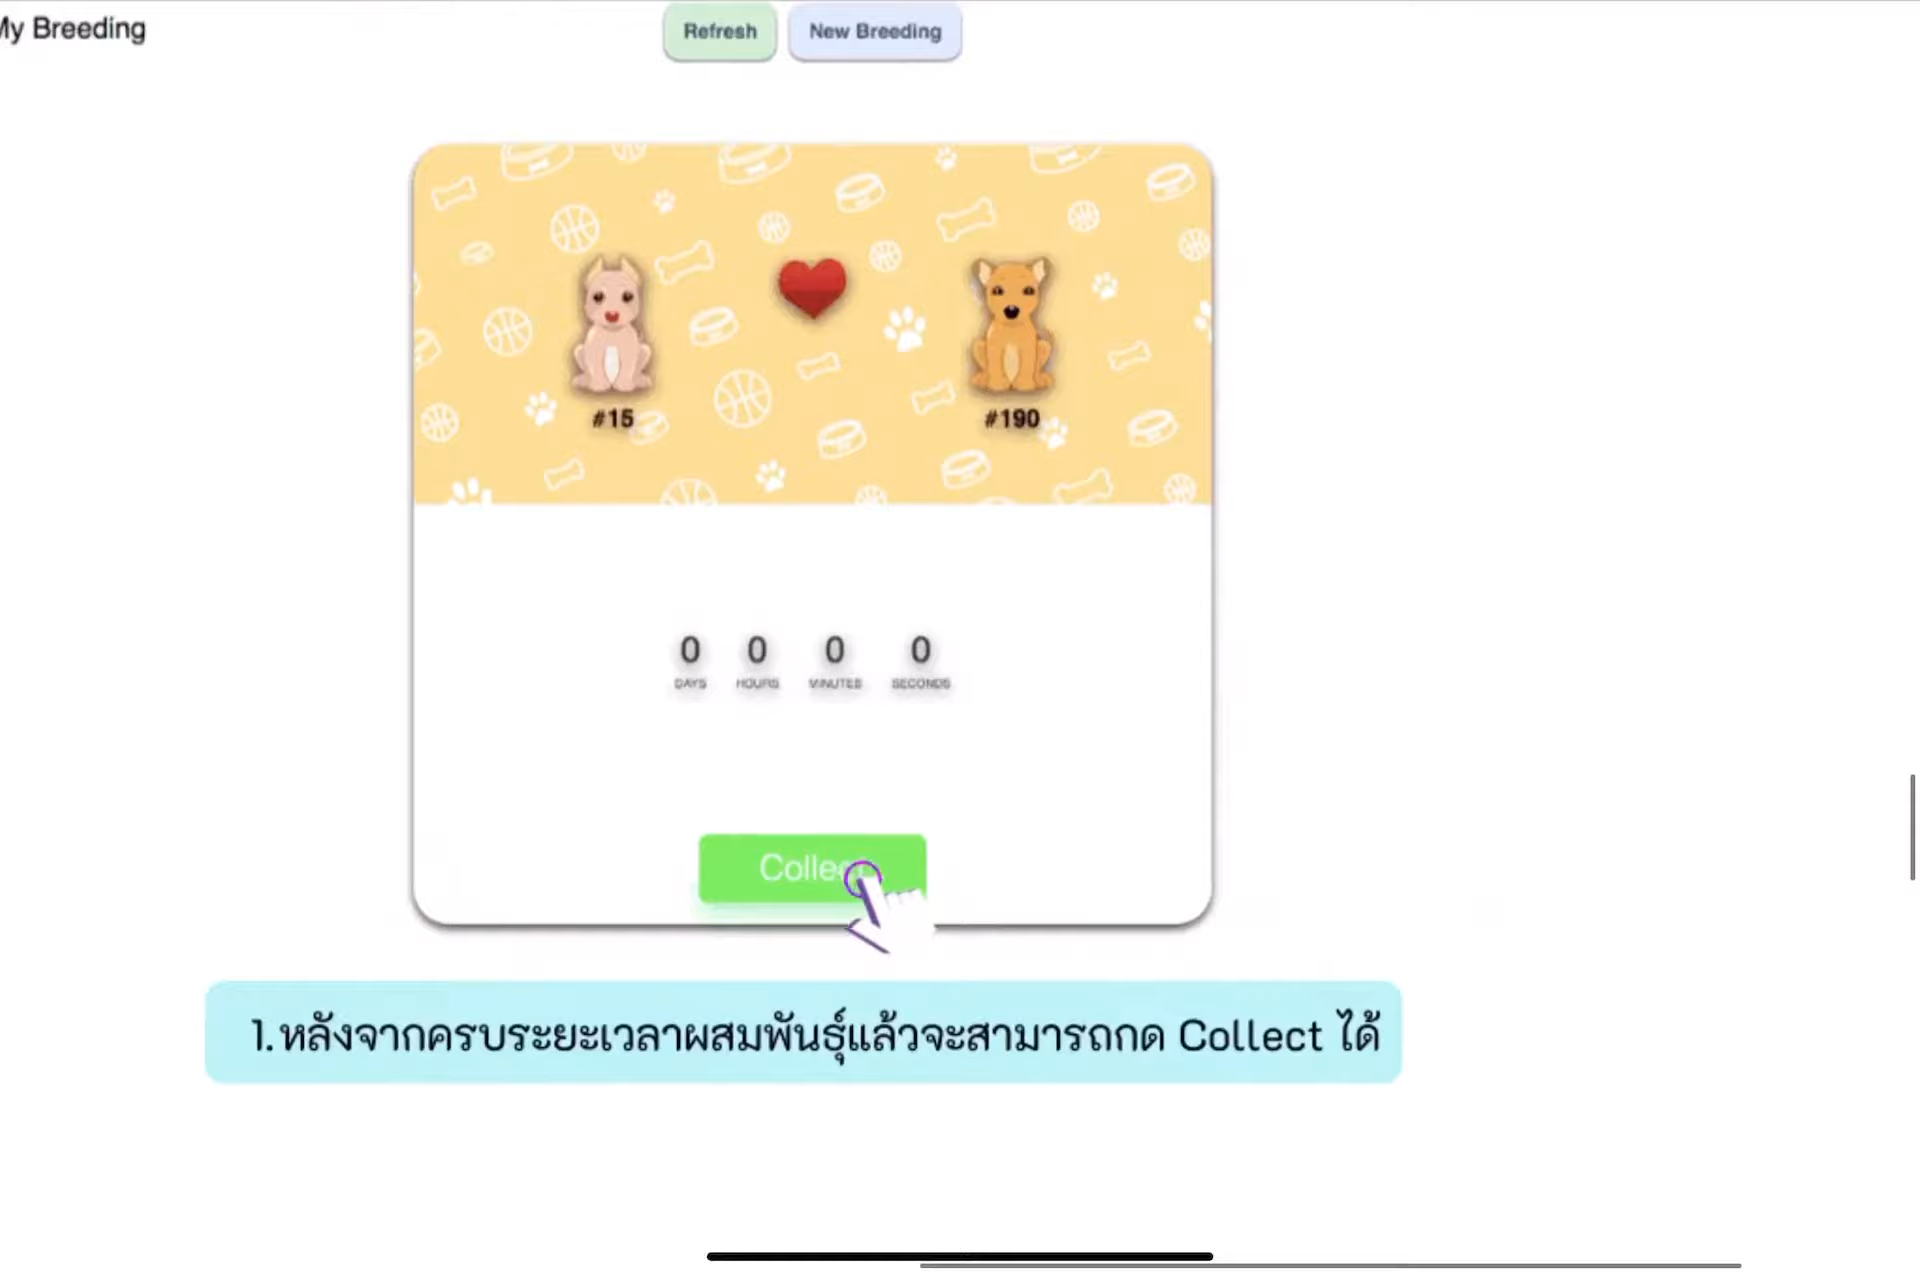 My Breeding
Refresh
New Breeding
#15
#190
0 0 0 0
DAYS HOURS MINUTES SECONDS
Collect
1.หลังจากครบระยะเวลาผสมพันธุ์แล้วจะสามารถกด Collect ได้